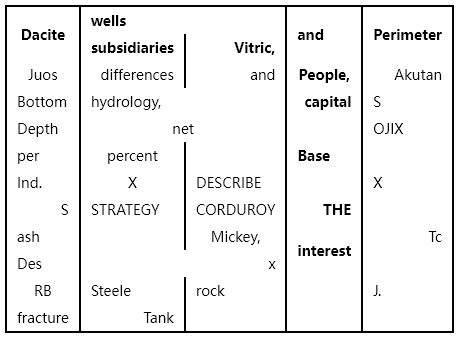 Dacite wells and Perimeter
subsidiaries Vitric,
Juos differences and People, Akutan
Bottom hydrology, capital S
Depth net OJIX
per percent Base
Ind. X DESCRIBE X
S STRATEGY CORDUROY THE
ash Mickey, Tc
interest
Des x
RB Steele rock J.
fracture Tank